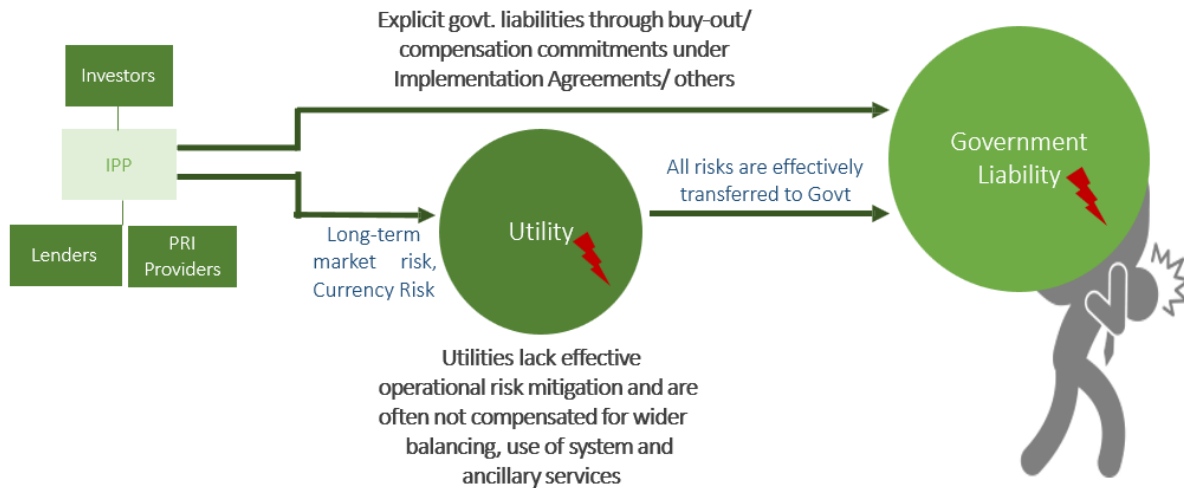 Explicit govt. liabilities through buy-out/
compensation commitments under
Implementation Agreements/ others
Investors
IPP
Lenders
PRI
Providers
Long-term
market risk,
Currency Risk
Utility
All risks are effectively
transferred to Govt
Government
Liability
Utilities lack effective
operational risk mitigation and are
often not compensated for wider
balancing, use of system and
ancillary services